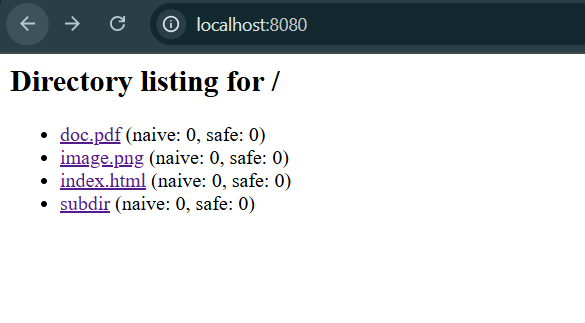 localhost:8080
Directory listing for /
doc.pdf (naive: 0, safe: 0)
image.png (naive: 0, safe: 0)
index.html (naive: 0, safe: 0)
subdir (naive: 0, safe: 0)